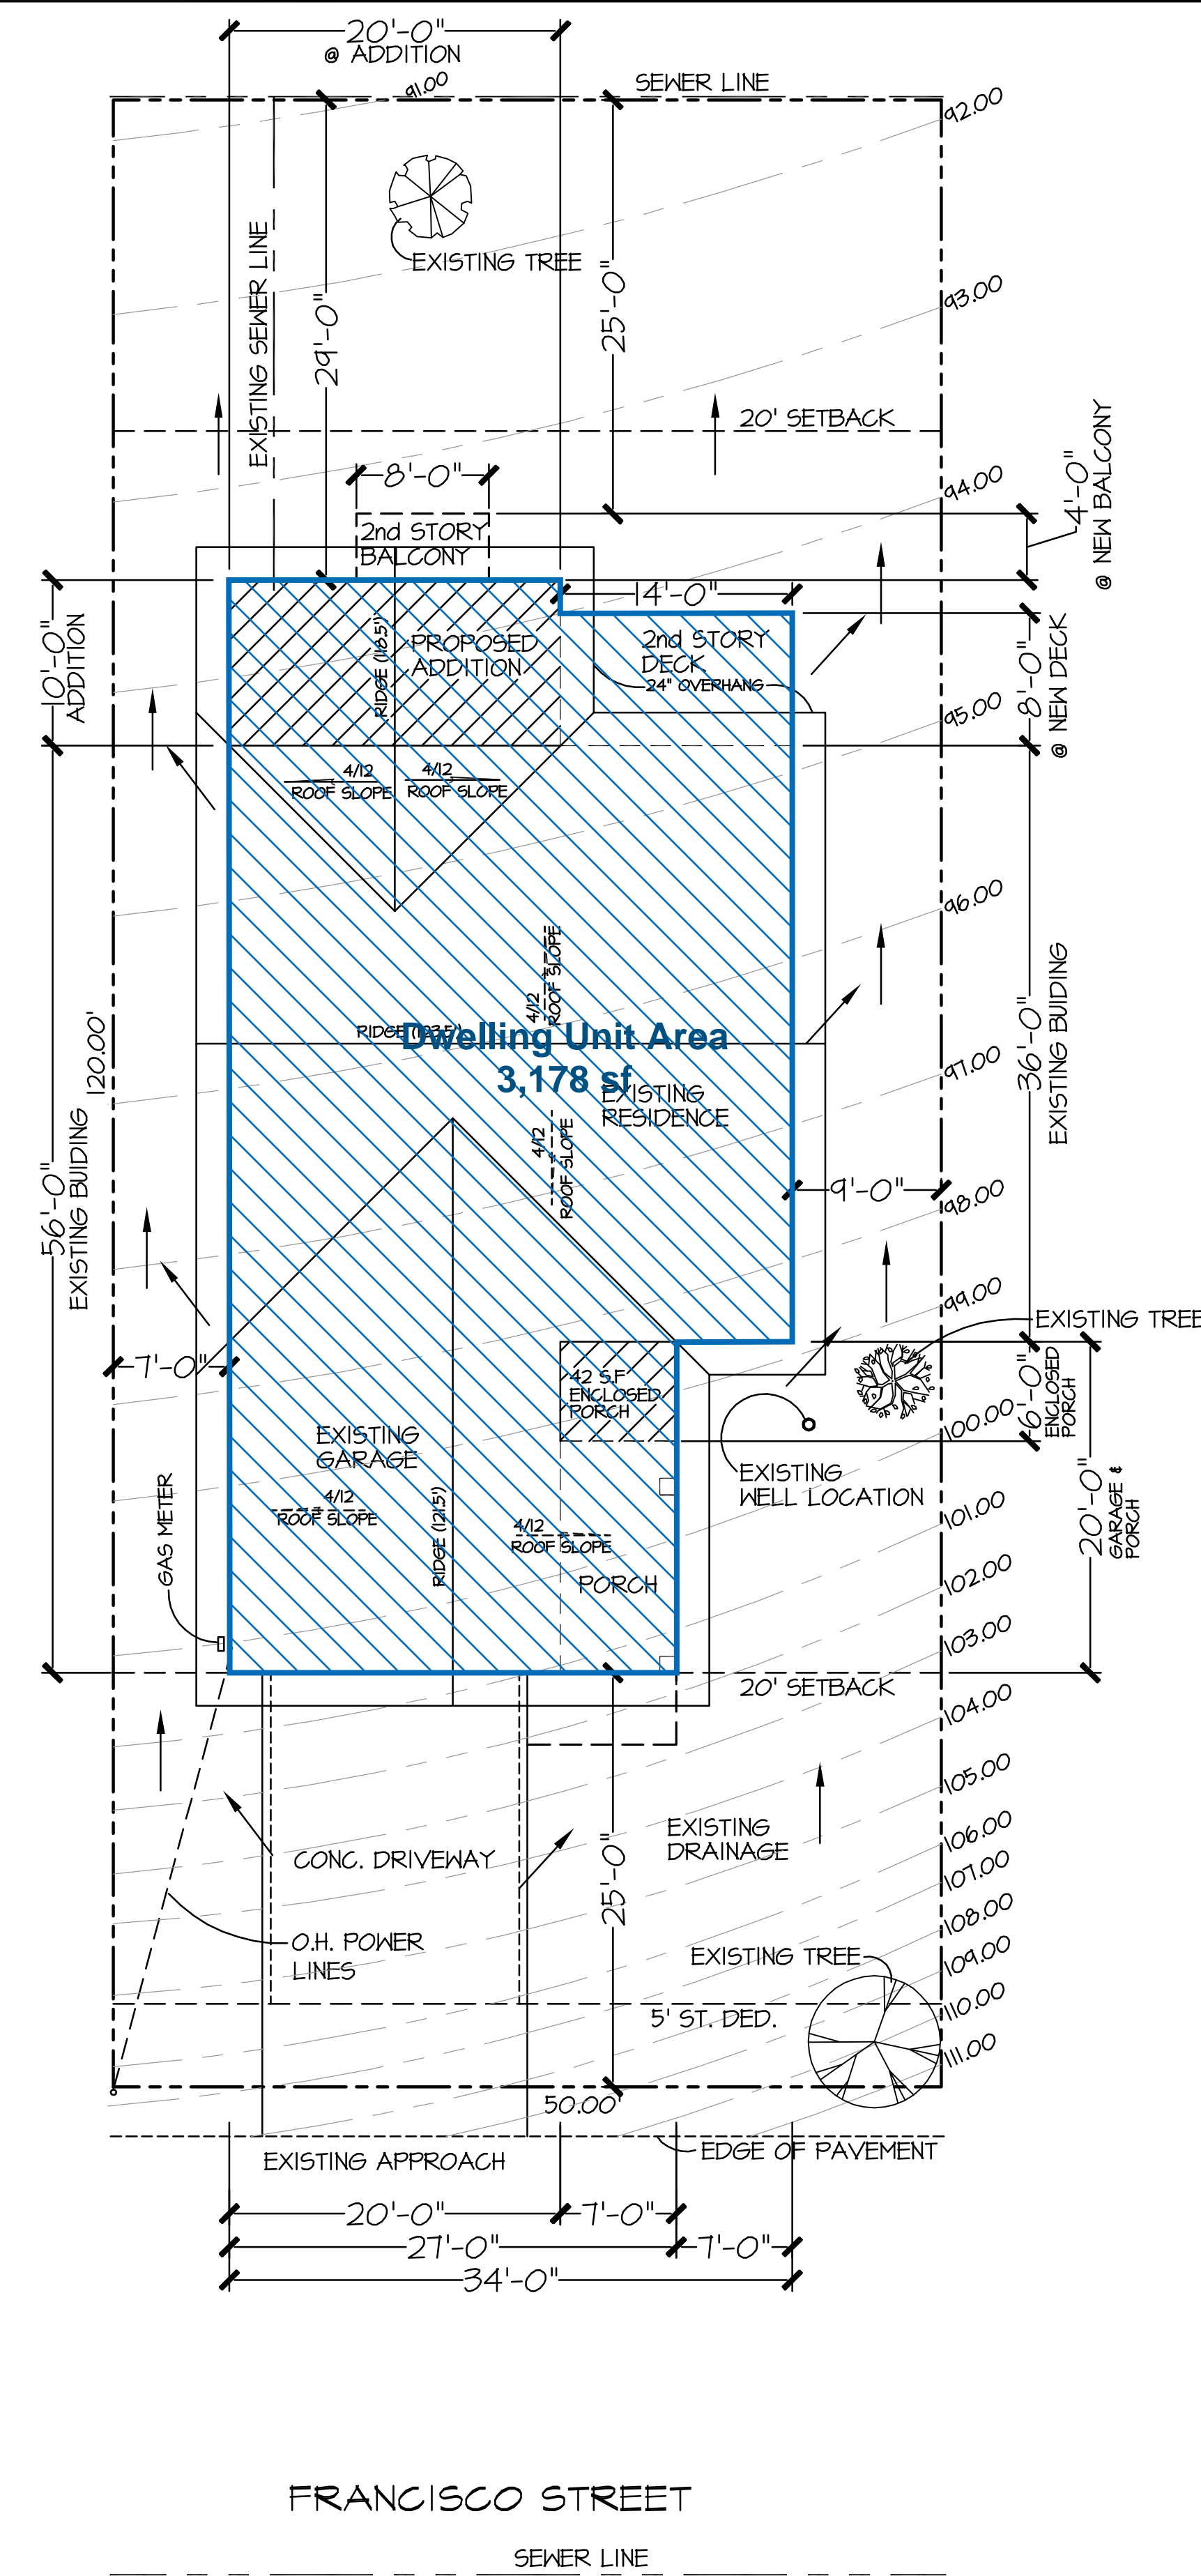 20'-0"
@ ADDITION
91.00
SEWER LINE
92.00
EXISTING TREE
EXISTING SEWER LINE
29'-0"
25'-0"
93.00
20' SETBACK
8'-0"
94.00
4'-0"
@ NEW BALCONY
2nd STORY
BALCONY
14'-0"
10'-0"
ADDITION
RIDGE (118.5')
PROPOSED
ADDITION
2nd STORY
DECK
24" OVERHANG
8'-0"
@ NEW DECK
95.00
4/12
ROOF SLOPE
4/12
ROOF SLOPE
96.00
4/12
ROOF SLOPE
RIDGE (123.5')
Dwelling Unit Area
3,178 sf
EXISTING
RESIDENCE
120.00'
36'-0"
EXISTING BUIDING
97.00
4/12
ROOF SLOPE
56'-0"
EXISTING BUIDING
9'-0"
98.00
99.00
EXISTING TREE
7'-0"
42 S.F
ENCLOSED
PORCH
6'-0"
ENCLOSED
PORCH
100.00
EXISTING
GARAGE
EXISTING
WELL LOCATION
101.00
20'-0"
GARAGE &
PORCH
GAS METER
4/12
ROOF SLOPE
RIDGE (121.5')
4/12
ROOF SLOPE
PORCH
102.00
103.00
20' SETBACK
104.00
105.00
EXISTING
DRAINAGE
106.00
CONC. DRIVEWAY
25'-0"
107.00
108.00
O.H. POWER
LINES
EXISTING TREE
109.00
110.00
5' ST. DED.
111.00
50.00'
EXISTING APPROACH
EDGE OF PAVEMENT
20'-0"
7'-0"
27'-0"
7'-0"
34'-0"
FRANCISCO STREET
SEWER LINE